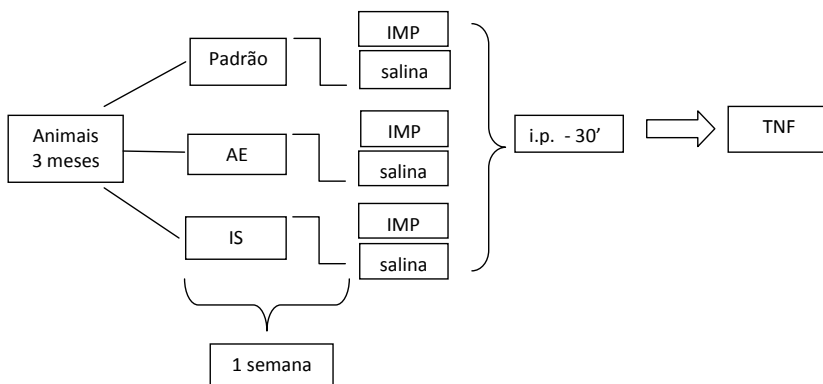 Animais
3 meses
Padrão
IMP
salina
AE
IMP
salina
IS
IMP
salina
1 semana
i.p. - 30'
TNF